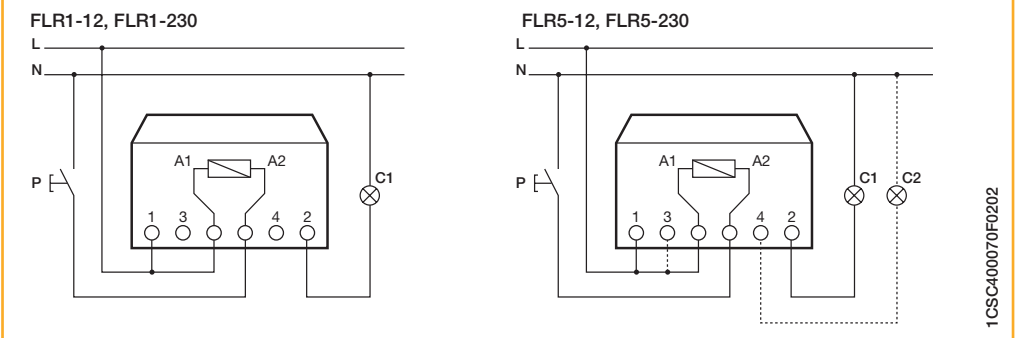 FLR1-12, FLR1-230
L
N
P
A1 A2
C1
1 3 4 2
FLR5-12, FLR5-230
L
N
P
A1 A2
C1 C2
1 3 4 2
1CSC400070F0202